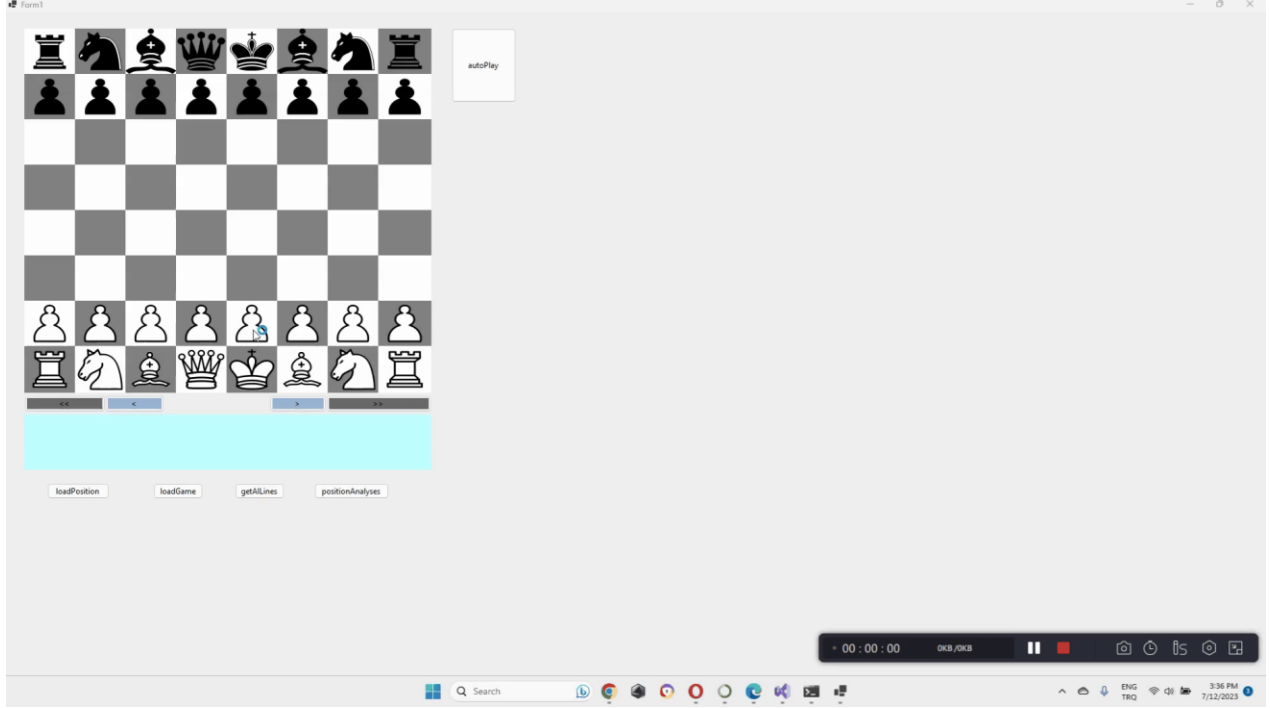 Form1
autoPlay
<< < > >>
loadPosition loadGame getAlLines positionAnalyses
00 : 00 : 00 0KB/0KB
Search
ENG
TRQ
3:36 PM
7/12/2023